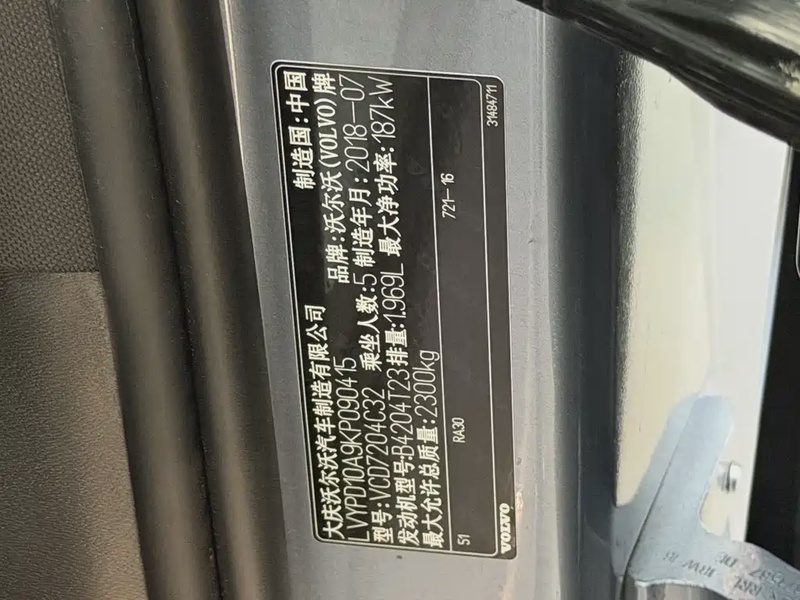 大庆沃尔沃汽车制造有限公司 制造国:中国
LVYPD10A9KP090415 品牌:沃尔沃(VOLVO)牌
型号:VCD7204C32 乘坐人数:5 制造年月:2018-07
发动机型号:B4204T23 排量:1.969L 最大净功率:187kW
最大允许总质量:2300kg
51 RA30 721-16
VOLVO 31484711